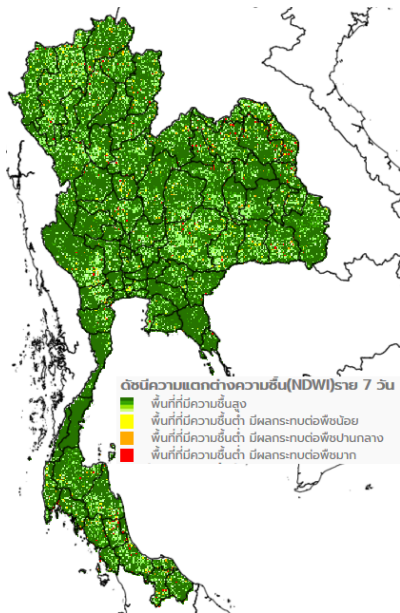 ดัชนีความแตกต่างความชื้น(NDWI)ราย 7 วัน
พื้นที่ที่มีความชื้นสูง
พื้นที่ที่มีความชื้นต่ำ มีผลกระทบต่อพืชน้อย
พื้นที่ที่มีความชื้นต่ำ มีผลกระทบต่อพืชปานกลาง
พื้นที่ที่มีความชื้นต่ำ มีผลกระทบต่อพืชมาก